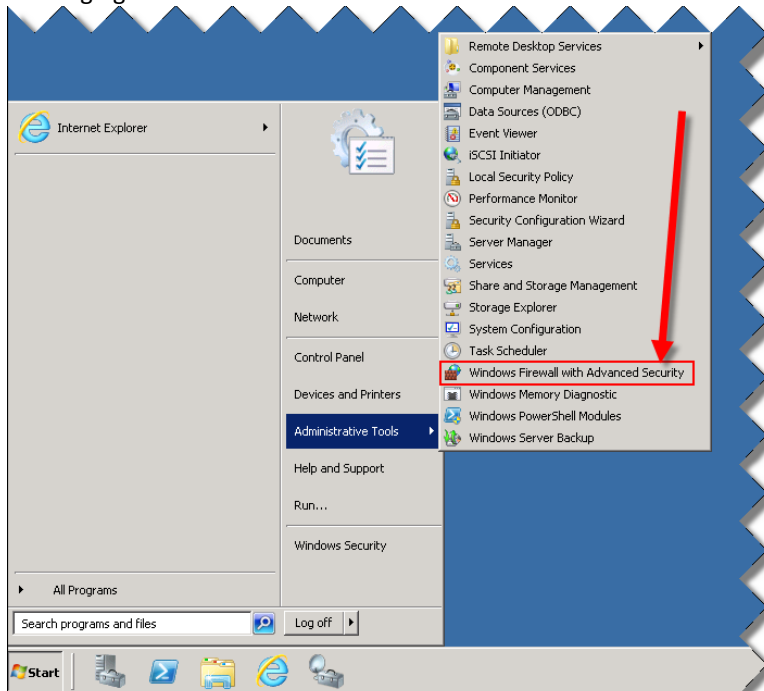 Remote Desktop Services
Component Services
Computer Management
Data Sources (ODBC)
Event Viewer
iSCSI Initiator
Local Security Policy
Performance Monitor
Security Configuration Wizard
Server Manager
Services
Share and Storage Management
Storage Explorer
System Configuration
Task Scheduler
Windows Firewall with Advanced Security
Windows Memory Diagnostic
Windows PowerShell Modules
Windows Server Backup
Internet Explorer
Documents
Computer
Network
Control Panel
Devices and Printers
Administrative Tools
Help and Support
Run...
Windows Security
All Programs
Search programs and files
Log off
Start